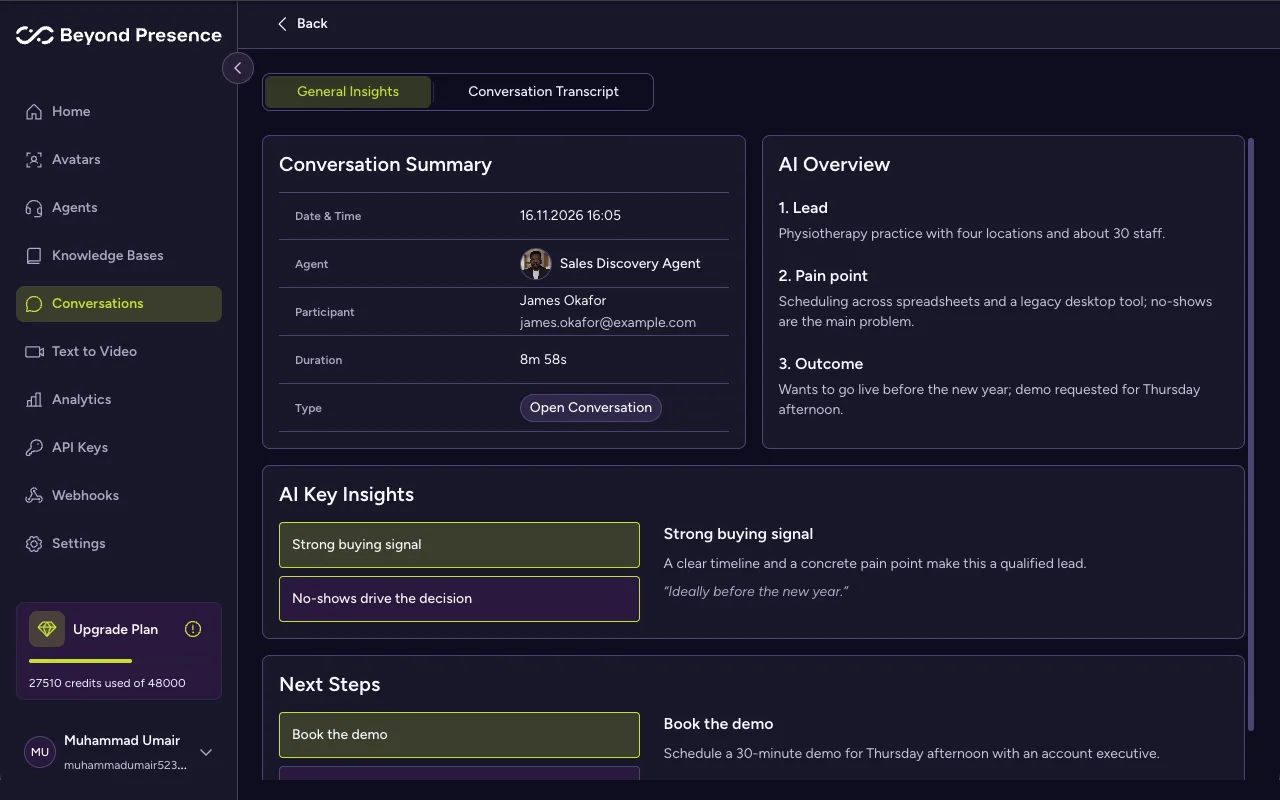 Beyond Presence
Home
Avatars
Agents
Knowledge Bases
Conversations
Text to Video
Analytics
API Keys
Webhooks
Settings
Upgrade Plan
27510 credits used of 48000
MU
Muhammad Umair
muhammadumair523...
Back
General Insights
Conversation Transcript
Conversation Summary
Date & Time
16.11.2026 16:05
Agent
Sales Discovery Agent
Participant
James Okafor
james.okafor@example.com
Duration
8m 58s
Type
Open Conversation
AI Overview
1. Lead
Physiotherapy practice with four locations and about 30 staff.
2. Pain point
Scheduling across spreadsheets and a legacy desktop tool; no-shows
are the main problem.
3. Outcome
Wants to go live before the new year; demo requested for Thursday
afternoon.
AI Key Insights
Strong buying signal
No-shows drive the decision
Strong buying signal
A clear timeline and a concrete pain point make this a qualified lead.
“Ideally before the new year.”
Next Steps
Book the demo
Book the demo
Schedule a 30-minute demo for Thursday afternoon with an account executive.